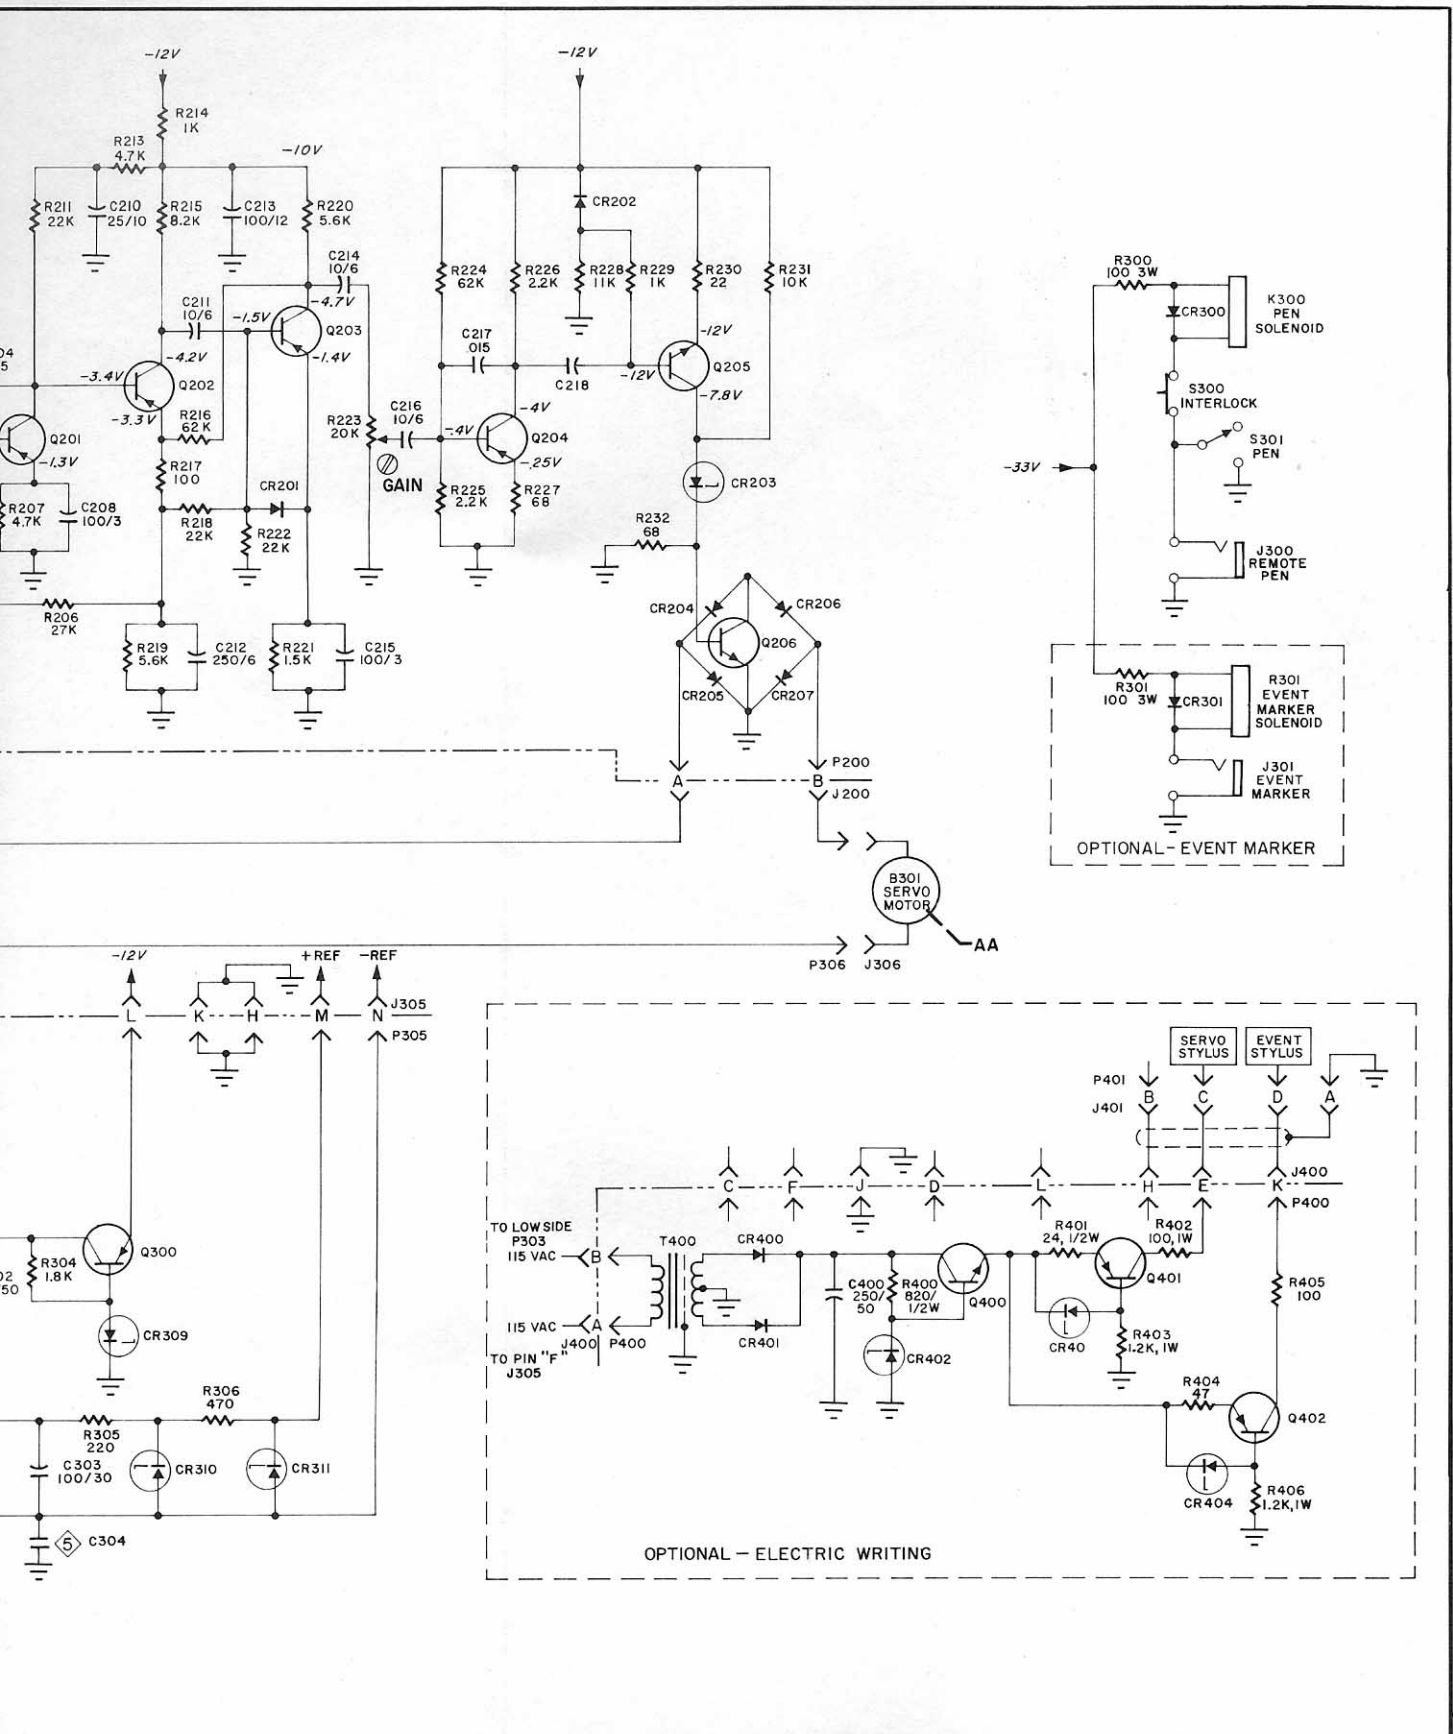 -12V
-12V
R214
1K
R213
4.7K
-10V
R211
22K
C210
25/10
R215
8.2K
C213
100/12
R220
5.6K
CR202
C214
10/6
R224
62K
R226
2.2K
R228
11K
R229
1K
R230
22
R231
10K
R300
100 3W
K300
PEN
SOLENOID
CR300
C211
10/6
-4.7V
-1.5V
Q203
-1.4V
-4.2V
C217
.015
-12V
C218
-12V
Q205
-7.8V
-3.4V
Q202
-3.3V
R216
62K
S300
INTERLOCK
R223
20K
C216
10/6
-.4V
-4V
Q204
-.25V
Q201
-1.3V
S301
PEN
GAIN
R217
100
-33V
CR201
R225
2.2K
R227
68
CR203
R207
4.7K
C208
100/3
R218
22K
R222
22K
R232
68
J300
REMOTE
PEN
R206
27K
CR204
CR206
Q206
R219
5.6K
C212
250/6
R221
1.5K
C215
100/3
CR205
CR207
R301
100 3W
CR301
R301
EVENT
MARKER
SOLENOID
P200
A
B
J200
J301
EVENT
MARKER
OPTIONAL-EVENT MARKER
B301
SERVO
MOTOR
AA
P306
J306
-12V
+REF
-REF
J305
L
K
H
M
N
P305
SERVO
STYLUS
EVENT
STYLUS
P401
B
C
D
A
J401
J400
C
F
J
D
L
H
E
K
P400
TO LOW SIDE
P303
115 VAC
B
T400
CR400
R401
24, 1/2W
R402
100, 1W
Q401
Q300
R304
1.8K
C400
250/
50
R400
820/
1/2W
Q400
R405
100
CR309
115 VAC
A
J400
P400
CR401
CR402
CR40
R403
1.2K, 1W
TO PIN "F"
J305
R306
470
R404
47
Q402
R305
220
C303
100/30
CR310
CR311
CR404
R406
1.2K, 1W
5
C304
OPTIONAL - ELECTRIC WRITING